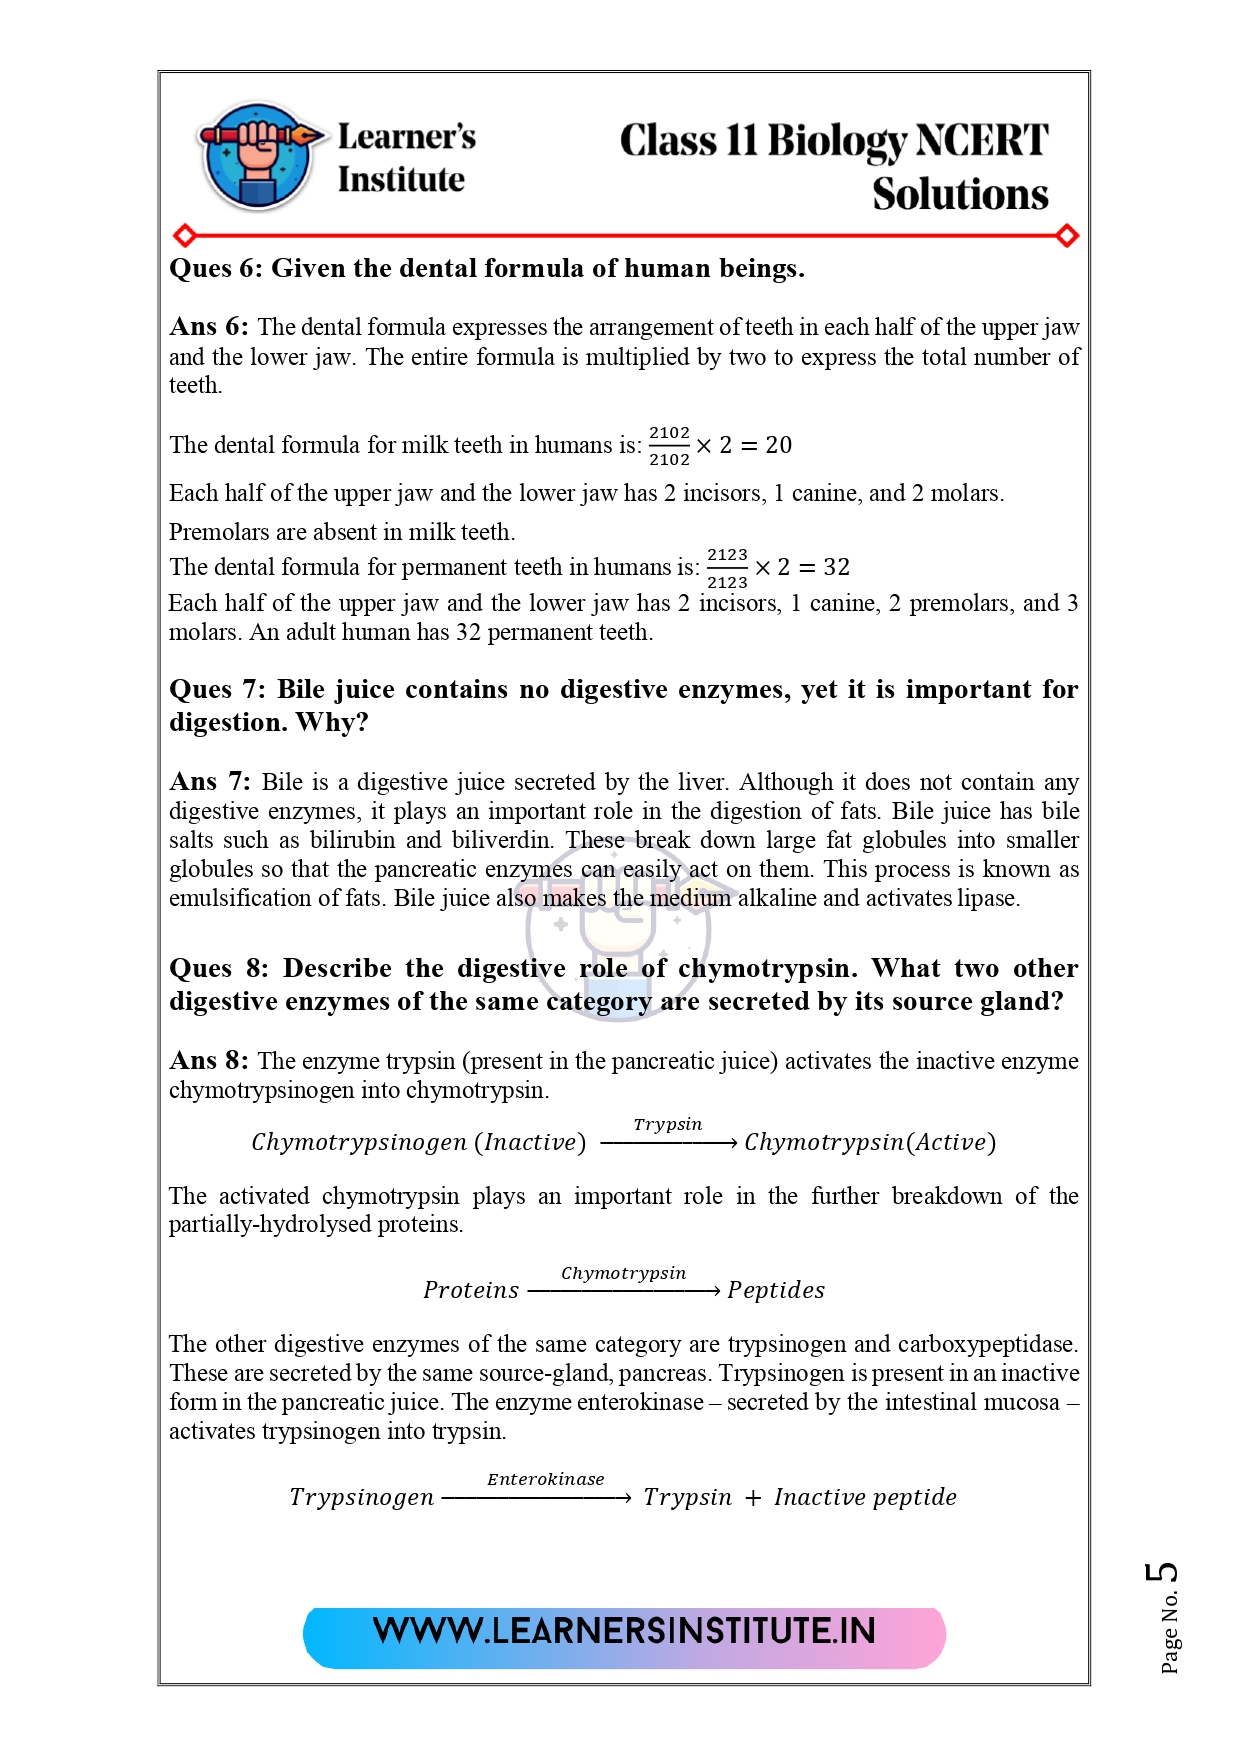 Learner's
Institute
Class 11 Biology NCERT
Solutions
Ques 6: Given the dental formula of human beings.
Ans 6: The dental formula expresses the arrangement of teeth in each half of the upper jaw
and the lower jaw. The entire formula is multiplied by two to express the total number of
teeth.
The dental formula for milk teeth in humans is: 2102/2102 × 2 = 20
Each half of the upper jaw and the lower jaw has 2 incisors, 1 canine, and 2 molars.
Premolars are absent in milk teeth.
The dental formula for permanent teeth in humans is: 2123/2123 × 2 = 32
Each half of the upper jaw and the lower jaw has 2 incisors, 1 canine, 2 premolars, and 3
molars. An adult human has 32 permanent teeth.
Ques 7: Bile juice contains no digestive enzymes, yet it is important for
digestion. Why?
Ans 7: Bile is a digestive juice secreted by the liver. Although it does not contain any
digestive enzymes, it plays an important role in the digestion of fats. Bile juice has bile
salts such as bilirubin and biliverdin. These break down large fat globules into smaller
globules so that the pancreatic enzymes can easily act on them. This process is known as
emulsification of fats. Bile juice also makes the medium alkaline and activates lipase.
Ques 8: Describe the digestive role of chymotrypsin. What two other
digestive enzymes of the same category are secreted by its source gland?
Ans 8: The enzyme trypsin (present in the pancreatic juice) activates the inactive enzyme
chymotrypsinogen into chymotrypsin.
Trypsin
Chymotrypsinogen (Inactive) ⟶ Chymotrypsin(Active)
The activated chymotrypsin plays an important role in the further breakdown of the
partially-hydrolysed proteins.
Chymotrypsin
Proteins ⟶ Peptides
The other digestive enzymes of the same category are trypsinogen and carboxypeptidase.
These are secreted by the same source-gland, pancreas. Trypsinogen is present in an inactive
form in the pancreatic juice. The enzyme enterokinase – secreted by the intestinal mucosa –
activates trypsinogen into trypsin.
Enterokinase
Trypsinogen ⟶ Trypsin + Inactive peptide
WWW.LEARNERSINSTITUTE.IN
Page No. 5